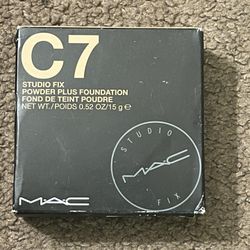 C7
STUDIO FIX
POWDER PLUS FOUNDATION
FOND DE TEINT POUDRE
NET WT./POIDS 0.52 OZ/15 g ℮
STUDIO
MAC
FIX
MAC